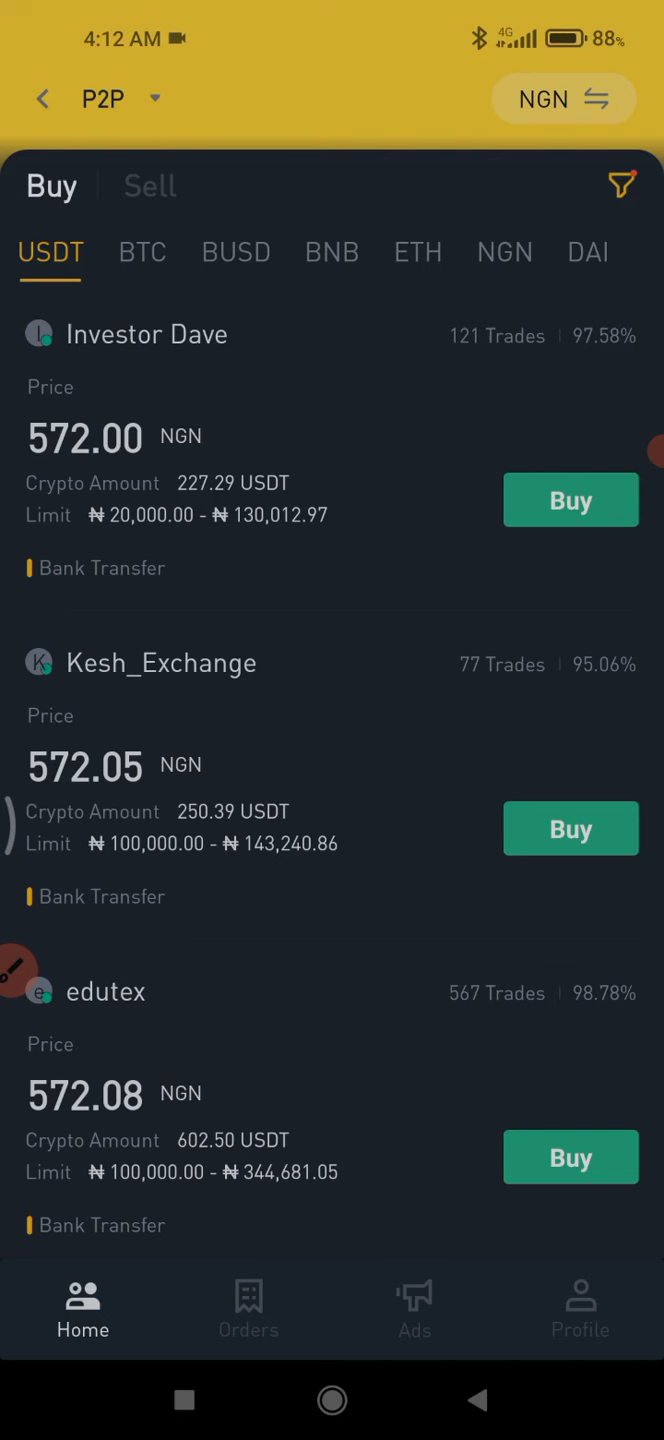 4:12 AM 4G 88%
P2P NGN
Buy Sell
USDT BTC BUSD BNB ETH NGN DAI
I Investor Dave 121 Trades 97.58%
Price
572.00 NGN
Crypto Amount 227.29 USDT
Limit ₦ 20,000.00 - ₦ 130,012.97
Buy
Bank Transfer
K Kesh_Exchange 77 Trades 95.06%
Price
572.05 NGN
Crypto Amount 250.39 USDT
Limit ₦ 100,000.00 - ₦ 143,240.86
Buy
Bank Transfer
e edutex 567 Trades 98.78%
Price
572.08 NGN
Crypto Amount 602.50 USDT
Limit ₦ 100,000.00 - ₦ 344,681.05
Buy
Bank Transfer
Home Orders Ads Profile